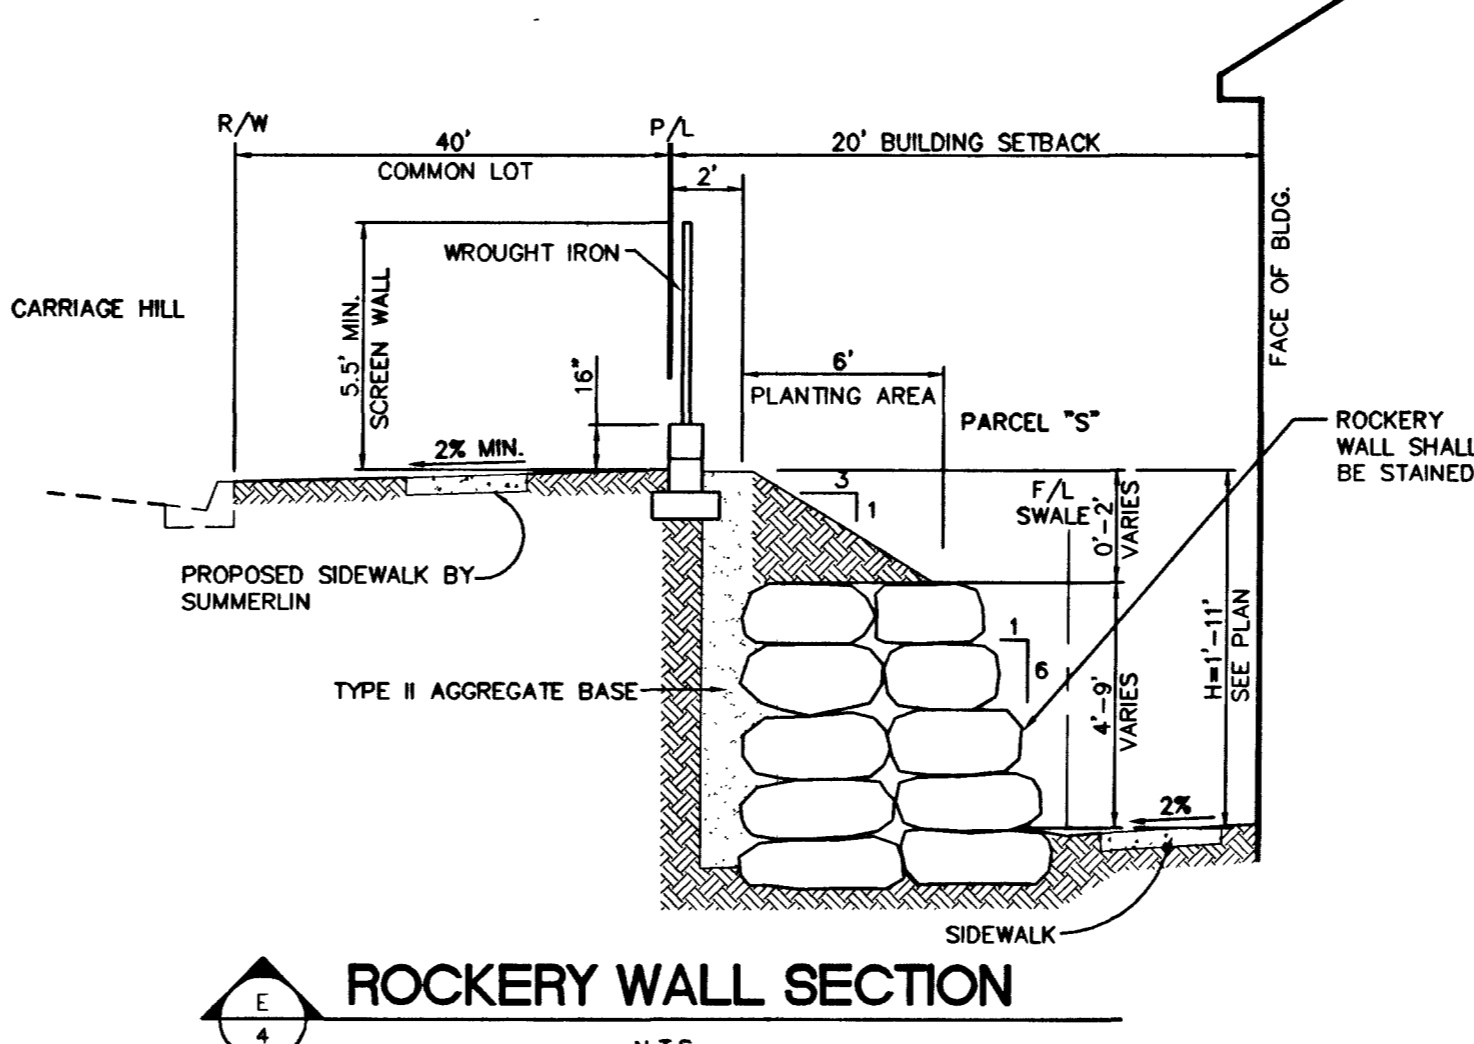 R/W
P/L
40'
COMMON LOT
20' BUILDING SETBACK
2'
WROUGHT IRON
CARRIAGE HILL
5.5' MIN.
SCREEN WALL
16"
6'
PLANTING AREA
FACE OF BLDG.
PARCEL "S"
ROCKERY
WALL SHALL
BE STAINED
2% MIN.
3
1
F/L
SWALE
0'-2'
VARIES
PROPOSED SIDEWALK BY
SUMMERLIN
1
6
TYPE II AGGREGATE BASE
4'-9'
VARIES
H=1'-11'
SEE PLAN
2%
SIDEWALK
E
4
ROCKERY WALL SECTION
N.T.S.